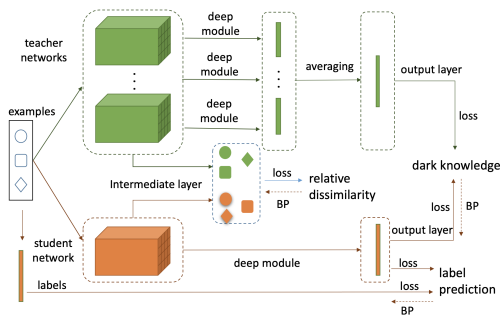 teacher
networks
deep
module
deep
module
deep
module
averaging
output layer
loss
examples
dark knowledge
Intermediate layer
loss
relative
dissimilarity
BP
loss
BP
student
network
deep module
output layer
loss
label
prediction
labels
loss
BP